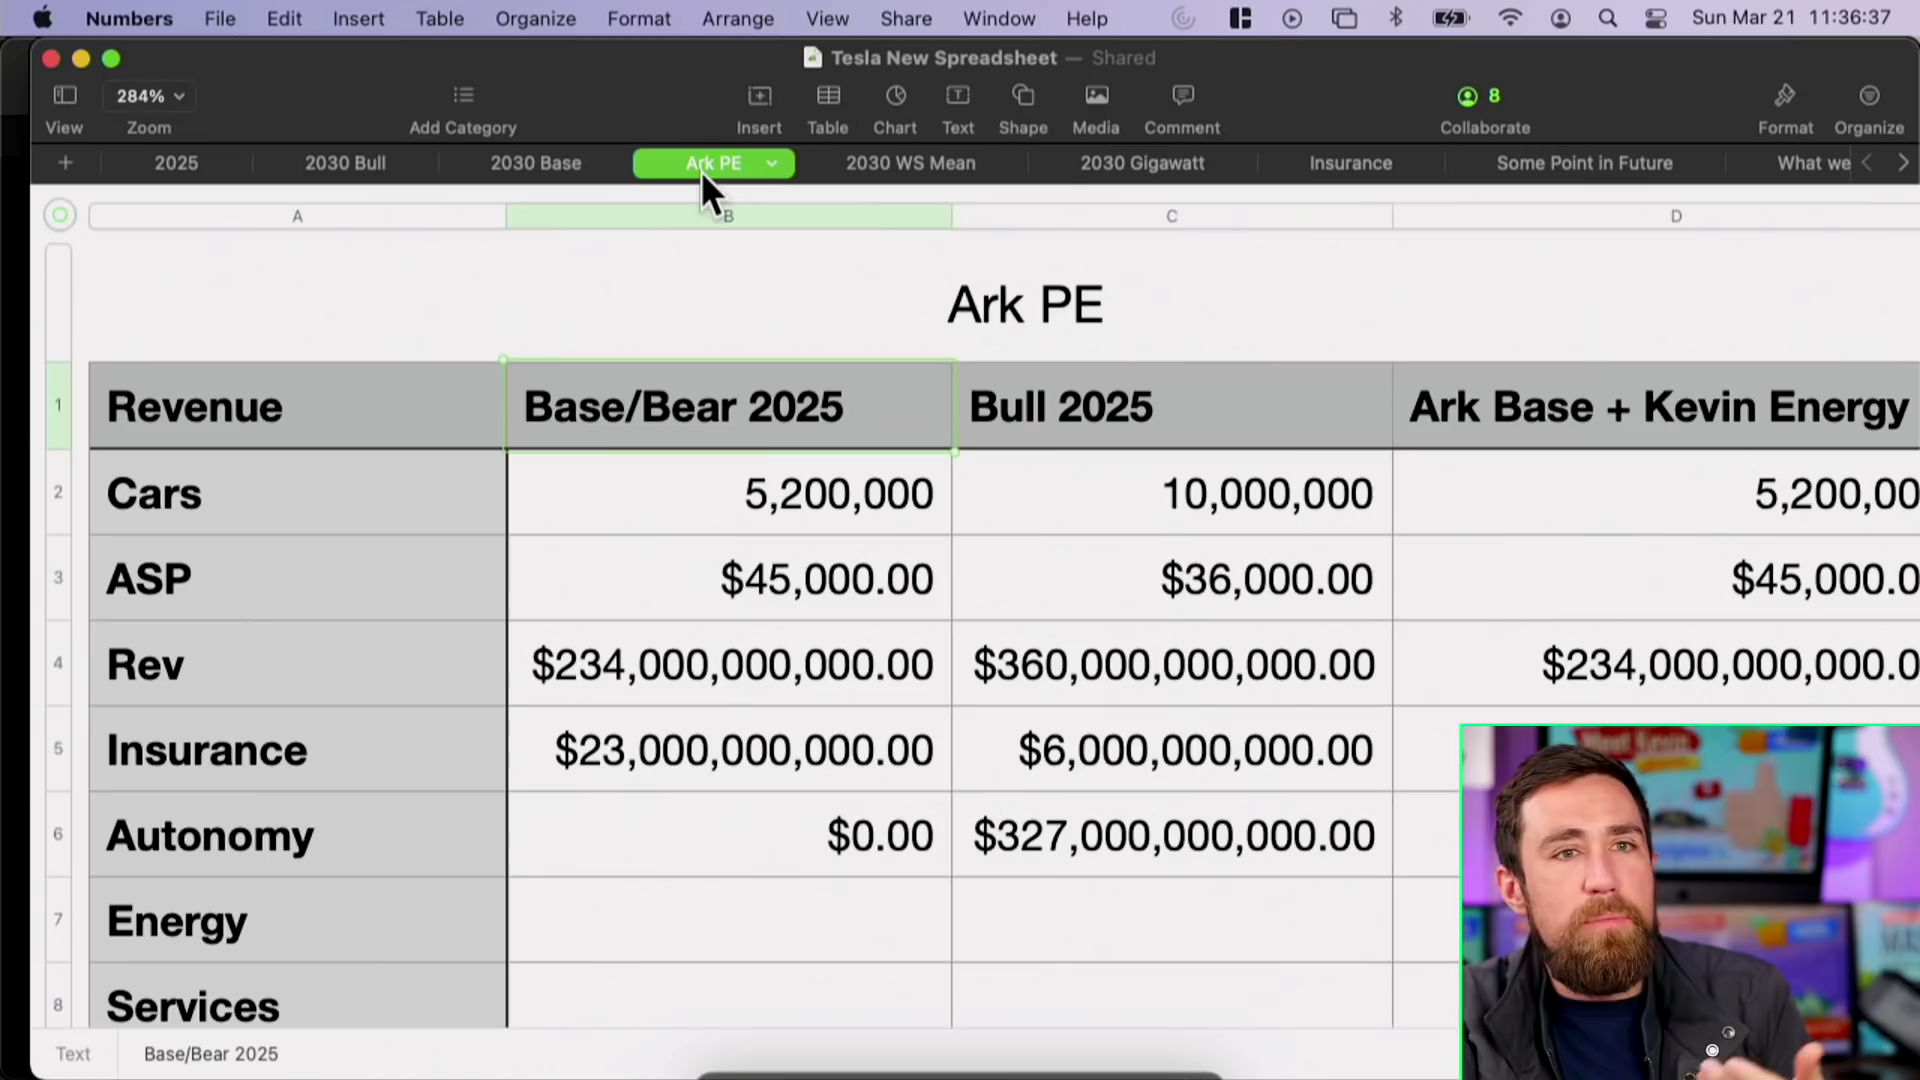 Numbers File Edit Insert Table Organize Format Arrange View Share Window Help Sun Mar 21 11:36:37
Tesla New Spreadsheet — Shared
284%
8
View Zoom Add Category Insert Table Chart Text Shape Media Comment Collaborate Format Organize
2025 2030 Bull 2030 Base Ark PE 2030 WS Mean 2030 Gigawatt Insurance Some Point in Future What we
A B C D
Ark PE
1 Revenue Base/Bear 2025 Bull 2025 Ark Base + Kevin Energy
2 Cars 5,200,000 10,000,000 5,200,00
3 ASP $45,000.00 $36,000.00 $45,000.0
4 Rev $234,000,000,000.00 $360,000,000,000.00 $234,000,000,000.0
5 Insurance $23,000,000,000.00 $6,000,000,000.00
6 Autonomy $0.00 $327,000,000,000.00
7 Energy
8 Services
Meet Kevin
Text Base/Bear 2025